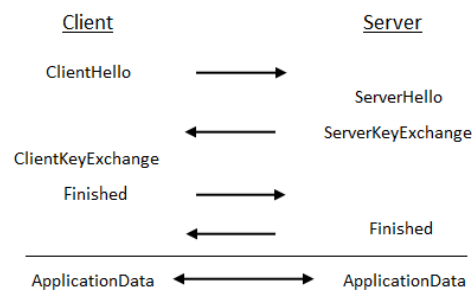 Client Server
ClientHello
ServerHello
ServerKeyExchange
ClientKeyExchange
Finished
Finished
ApplicationData ApplicationData